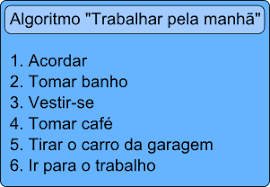 Algoritmo "Trabalhar pela manhã"
1. Acordar
2. Tomar banho
3. Vestir-se
4. Tomar café
5. Tirar o carro da garagem
6. Ir para o trabalho